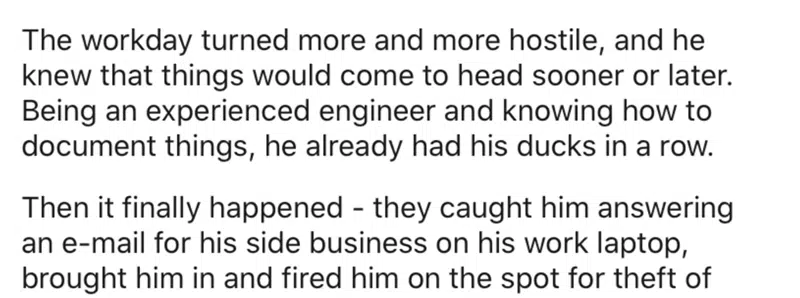 The workday turned more and more hostile, and he
knew that things would come to head sooner or later.
Being an experienced engineer and knowing how to
document things, he already had his ducks in a row.
Then it finally happened - they caught him answering
an e-mail for his side business on his work laptop,
brought him in and fired him on the spot for theft of